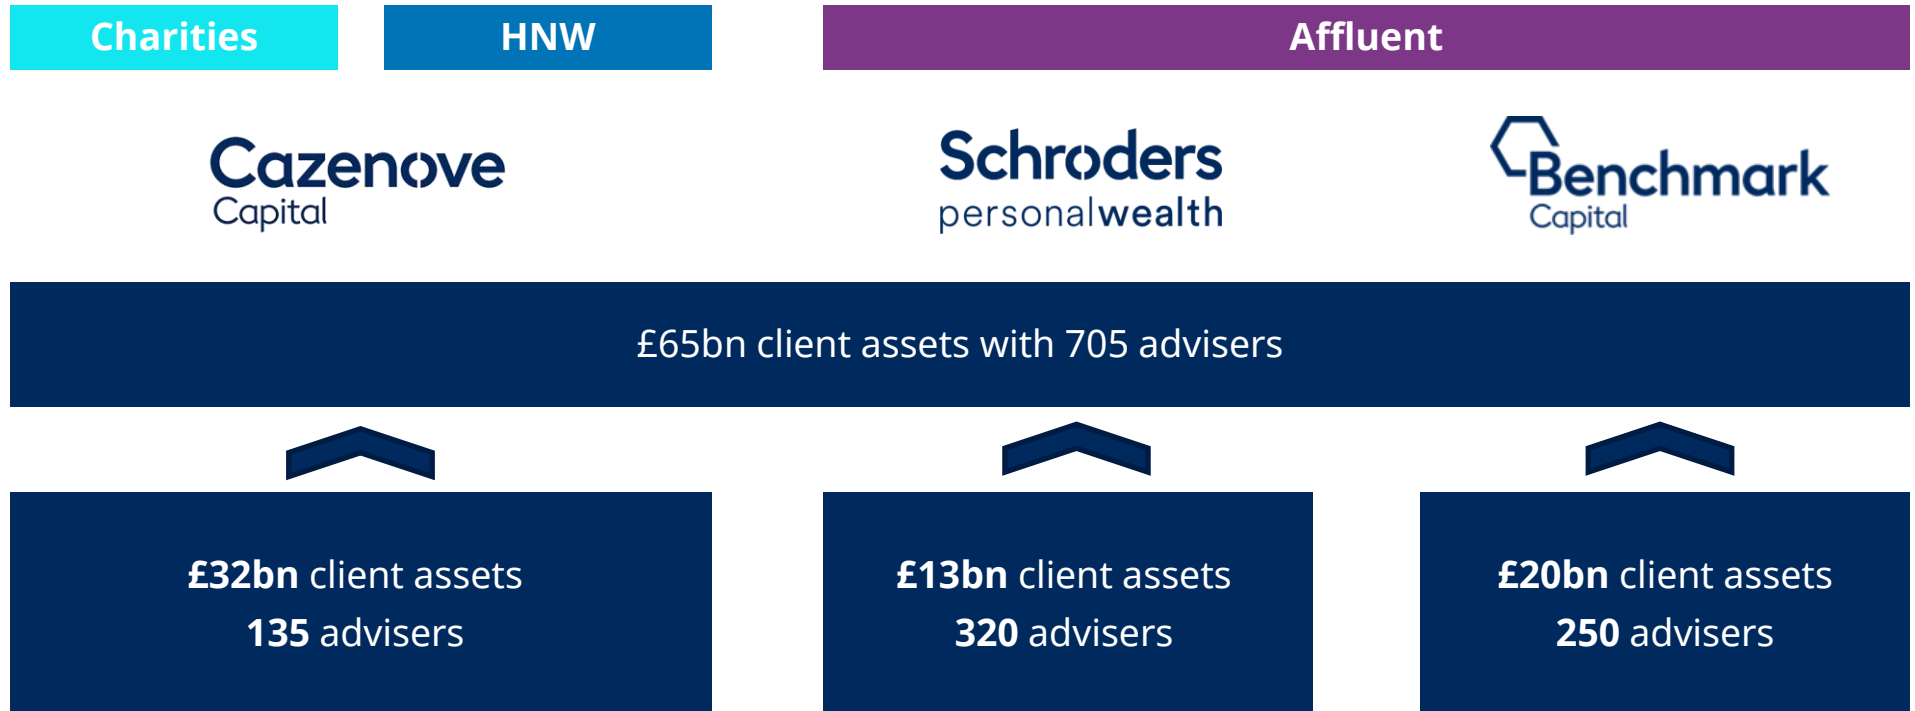 Charities
HNW
Affluent
Cazenove
Capital
Schroders
personalwealth
Benchmark
Capital
£65bn client assets with 705 advisers
£32bn client assets
135 advisers
£13bn client assets
320 advisers
£20bn client assets
250 advisers